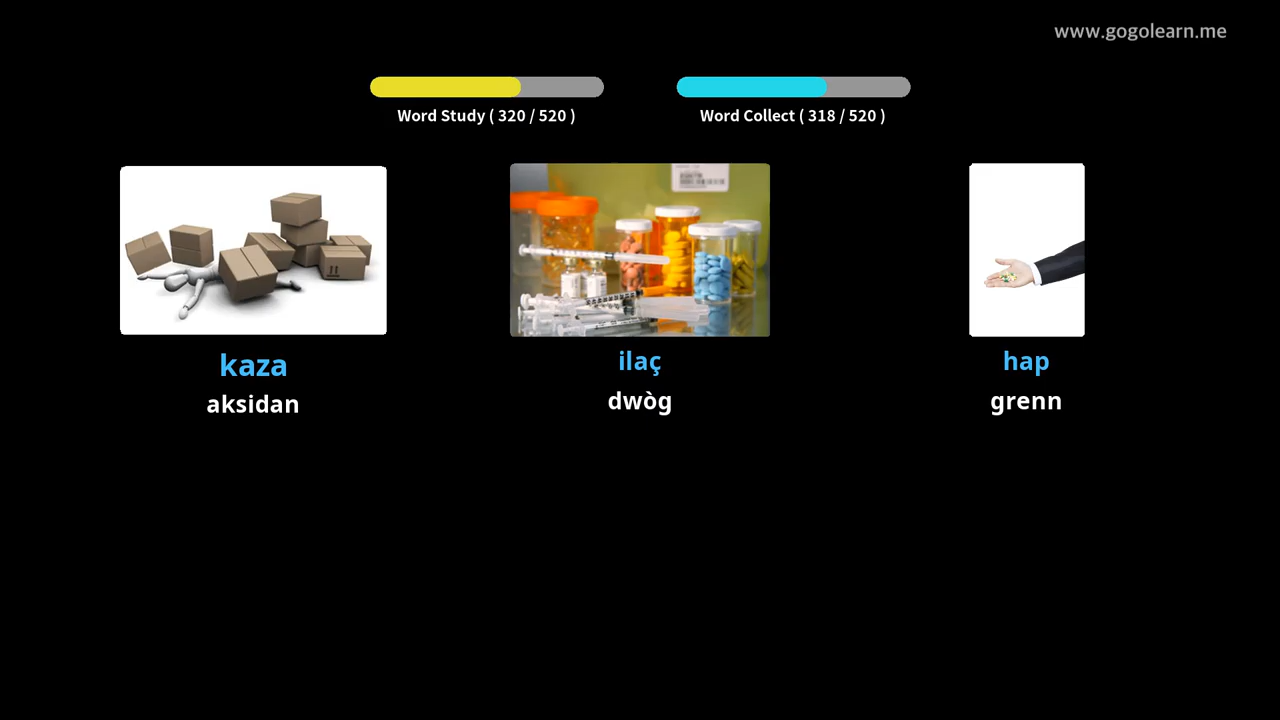 www.gogolearn.me
Word Study ( 320 / 520 )
Word Collect ( 318 / 520 )
kaza
aksidan
ilaç
dwòg
hap
grenn